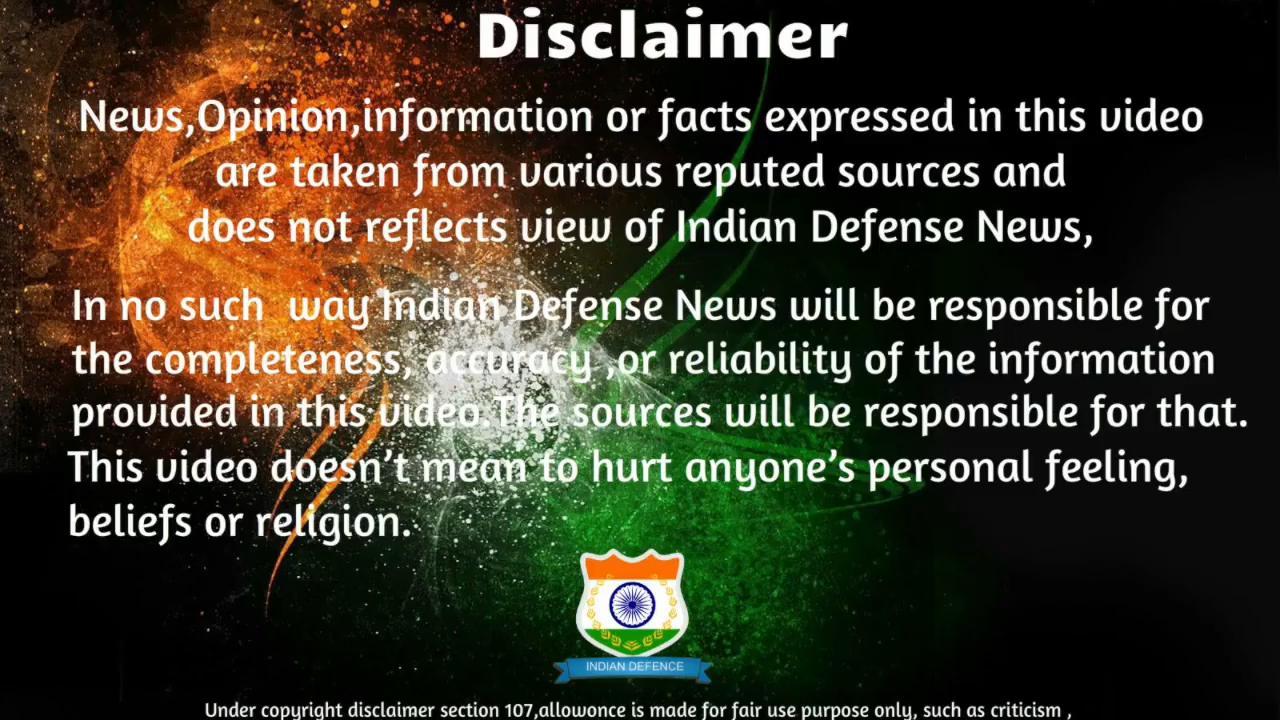 Disclaimer
News,Opinion,information or facts expressed in this video
are taken from various reputed sources and
does not reflects view of Indian Defense News,
In no such way Indian Defense News will be responsible for
the completeness, accuracy ,or reliability of the information
provided in this video.The sources will be responsible for that.
This video doesn't mean to hurt anyone's personal feeling,
beliefs or religion.
INDIAN DEFENCE
Under copyright disclaimer section 107,allowonce is made for fair use purpose only, such as criticism ,